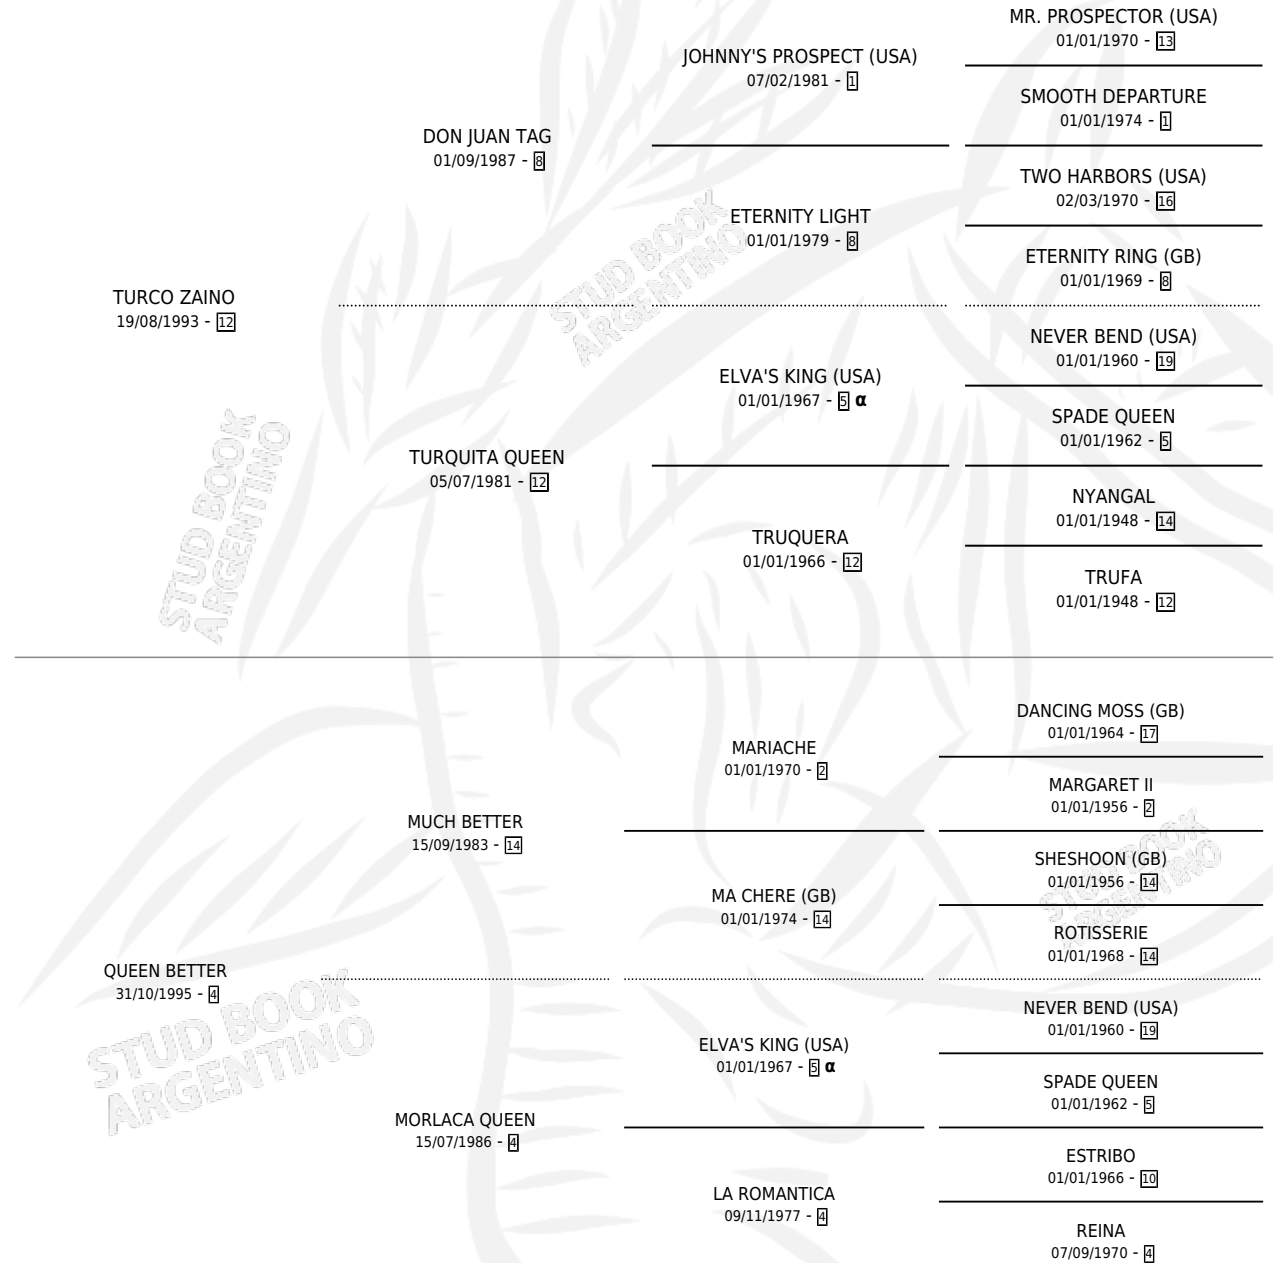 MR. PROSPECTOR (USA)
01/01/1970 - 13
JOHNNY'S PROSPECT (USA)
07/02/1981 - 1
SMOOTH DEPARTURE
01/01/1974 - 1
DON JUAN TAG
01/09/1987 - 8
TWO HARBORS (USA)
02/03/1970 - 16
ETERNITY LIGHT
01/01/1979 - 8
ETERNITY RING (GB)
01/01/1969 - 8
TURCO ZAINO
19/08/1993 - 12
NEVER BEND (USA)
01/01/1960 - 19
ELVA'S KING (USA)
01/01/1967 - 5 α
SPADE QUEEN
01/01/1962 - 5
TURQUITA QUEEN
05/07/1981 - 12
NYANGAL
01/01/1948 - 14
TRUQUERA
01/01/1966 - 12
TRUFA
01/01/1948 - 12
DANCING MOSS (GB)
01/01/1964 - 17
MARIACHE
01/01/1970 - 2
MARGARET II
01/01/1956 - 2
MUCH BETTER
15/09/1983 - 14
SHESHOON (GB)
01/01/1956 - 14
MA CHERE (GB)
01/01/1974 - 14
ROTISSERIE
01/01/1968 - 14
QUEEN BETTER
31/10/1995 - 4
NEVER BEND (USA)
01/01/1960 - 19
ELVA'S KING (USA)
01/01/1967 - 5 α
SPADE QUEEN
01/01/1962 - 5
MORLACA QUEEN
15/07/1986 - 4
ESTRIBO
01/01/1966 - 10
LA ROMANTICA
09/11/1977 - 4
REINA
07/09/1970 - 4
STUD BOOK
ARGENTINO
STUD BOOK
ARGENTINO
STUD BOOK
ARGENTINO
STUD BOOK
ARGENTINO